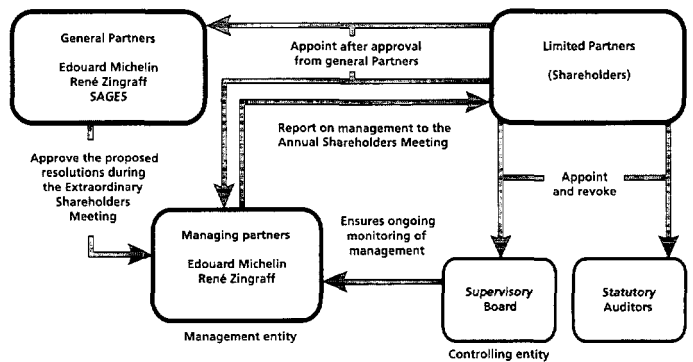 General Partners
Edouard Michelin
René Zingraff
SAGES
Appoint after approval
from general Partners
Limited Partners
(Shareholders)
Report on management to the
Annual Shareholders Meeting
Approve the proposed
resolutions during
the Extraordinary
Shareholders
Meeting
Appoint
and revoke
Managing partners
Edouard Michelin
René Zingraff
Management entity
Ensures ongoing
monitoring of
management
Supervisory
Board
Controlling entity
Statutory
Auditors